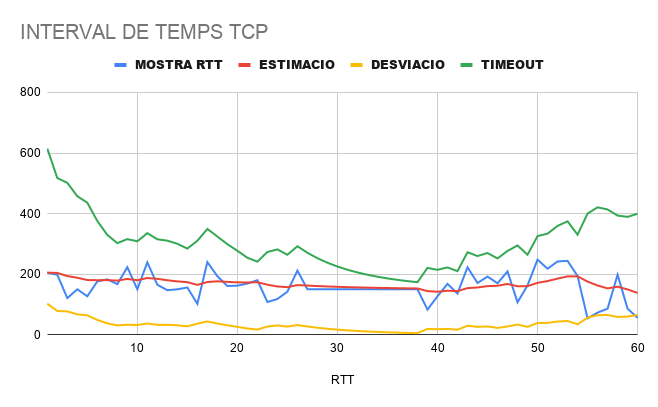 INTERVAL DE TEMPS TCP
MOSTRA RTT ESTIMACIO DESVIACIO TIMEOUT
800
600
400
200
0
10 20 30 40 50 60
RTT